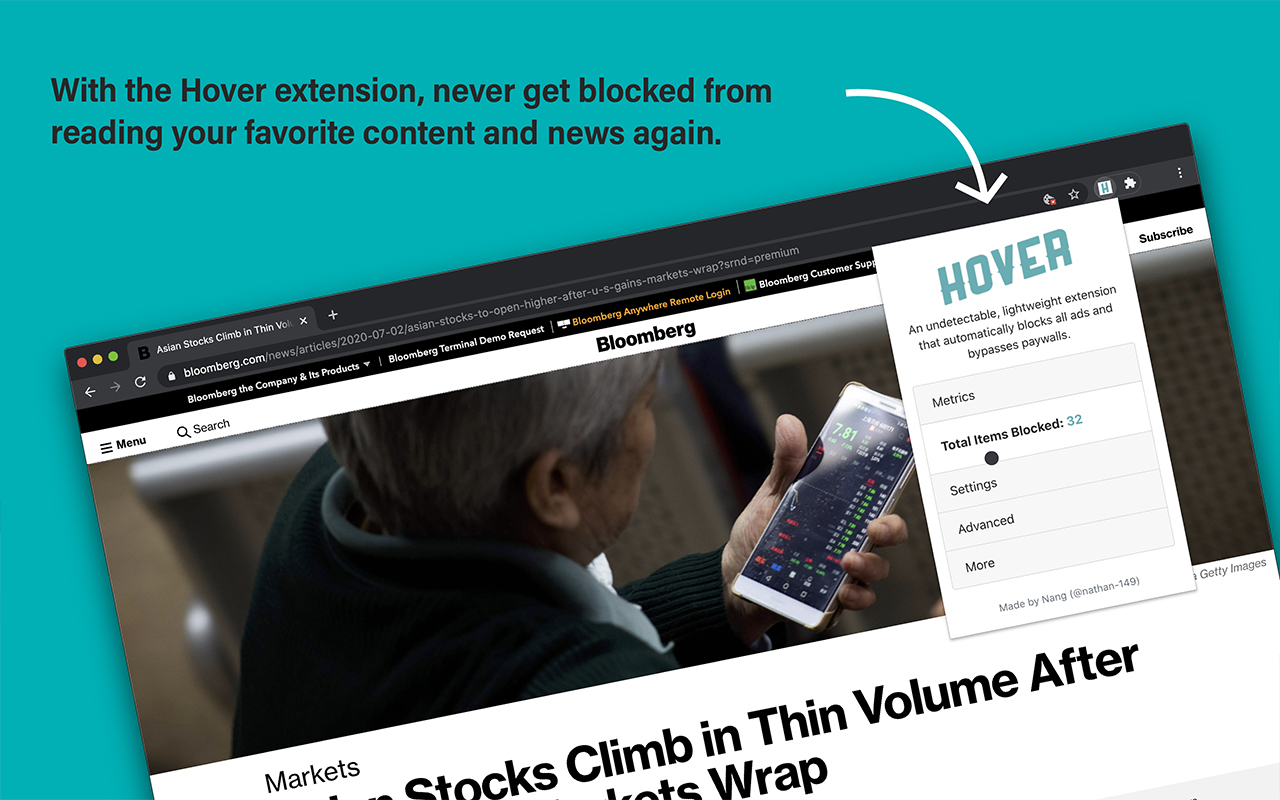 With the Hover extension, never get blocked from
reading your favorite content and news again.
Asian Stocks Climb in Thin
bloomberg.com/news/articles/2020-07-02/asian-stocks-to-open-higher-after-u-s-gains-markets-wrap?srnd=premium
Bloomberg the Company & Its Products
Bloomberg Terminal Demo Request
Bloomberg Anywhere Remote Login
Bloomberg Customer Supp
Menu
Search
Bloomberg
Subscribe
HOVER
An undetectable, lightweight extension
that automatically blocks all ads and
bypasses paywalls.
Metrics
Total Items Blocked: 32
Settings
Advanced
More
Made by Nang (@nathan-149)
7.81
Getty Images
Markets
Stocks Climb in Thin Volume After
Wrap